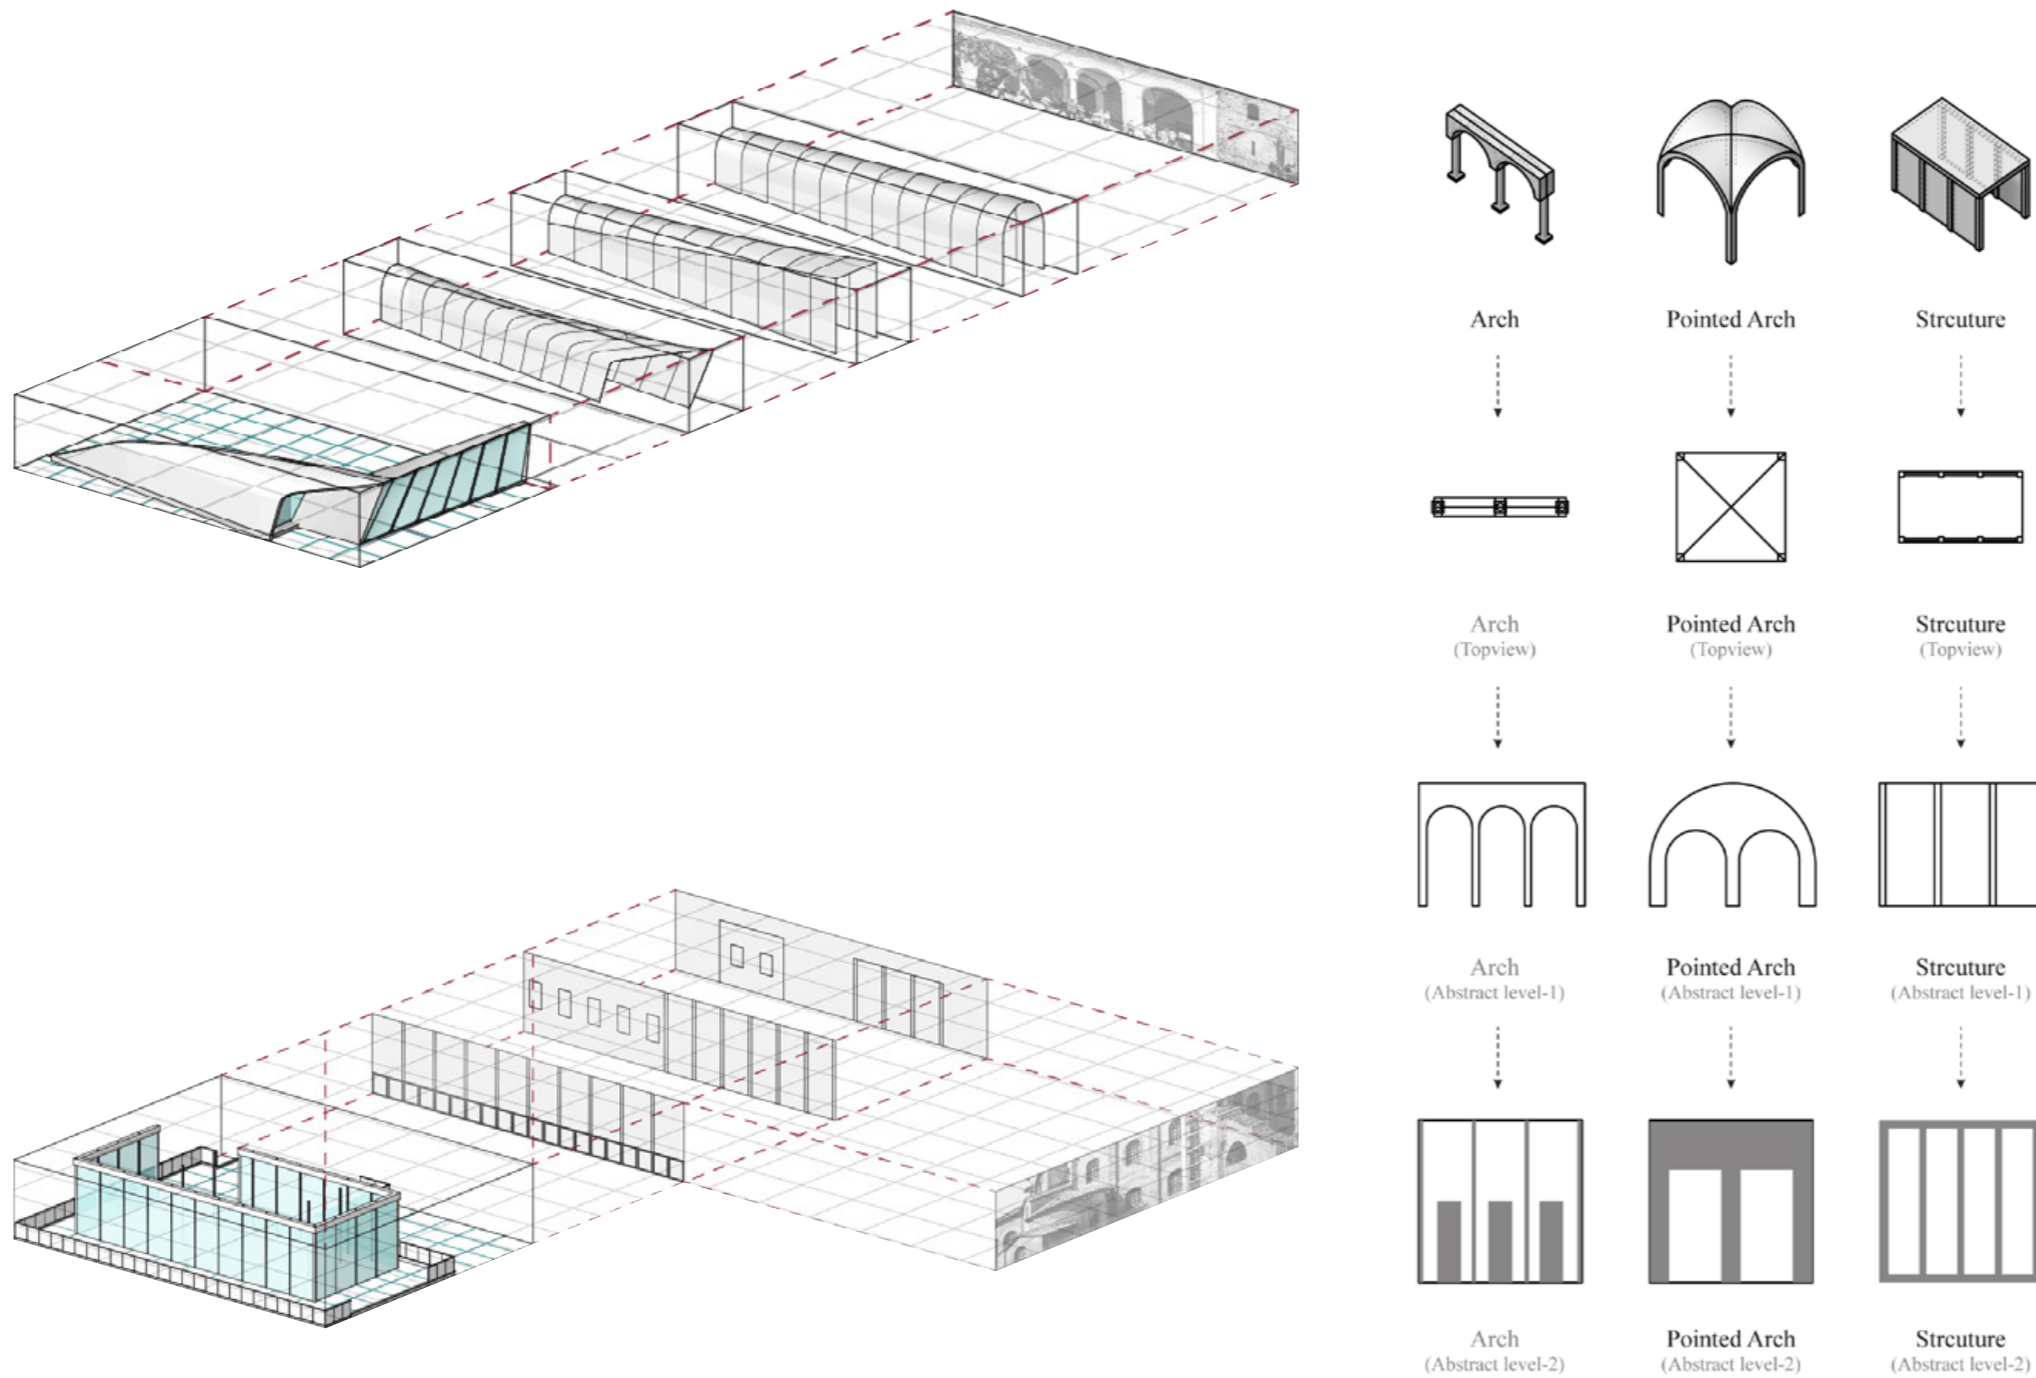 Arch Pointed Arch Strcuture
Arch Pointed Arch Strcuture
(Topview) (Topview) (Topview)
Arch Pointed Arch Strcuture
(Abstract level-1) (Abstract level-1) (Abstract level-1)
Arch Pointed Arch Strcuture
(Abstract level-2) (Abstract level-2) (Abstract level-2)